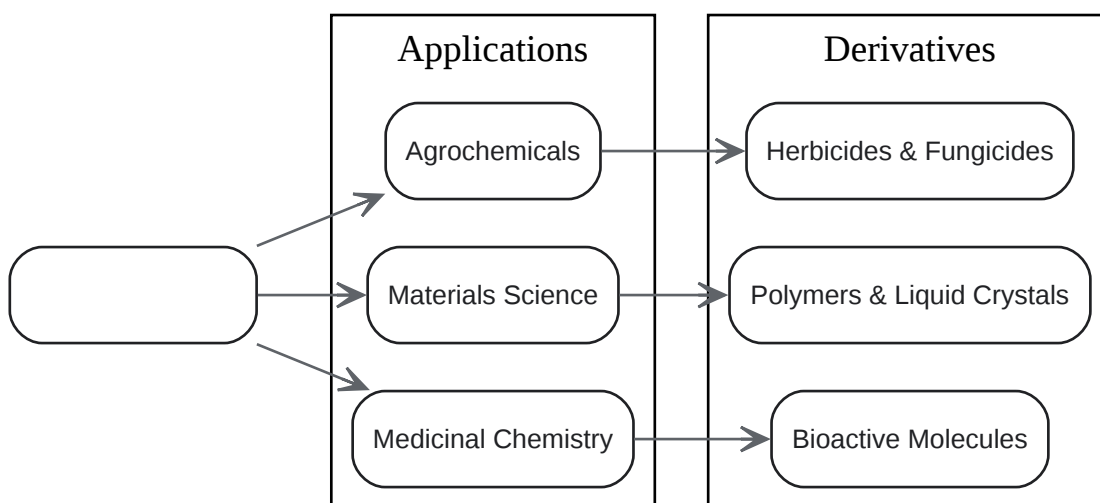 Applications
Derivatives
Agrochemicals
Herbicides & Fungicides
Materials Science
Polymers & Liquid Crystals
Medicinal Chemistry
Bioactive Molecules